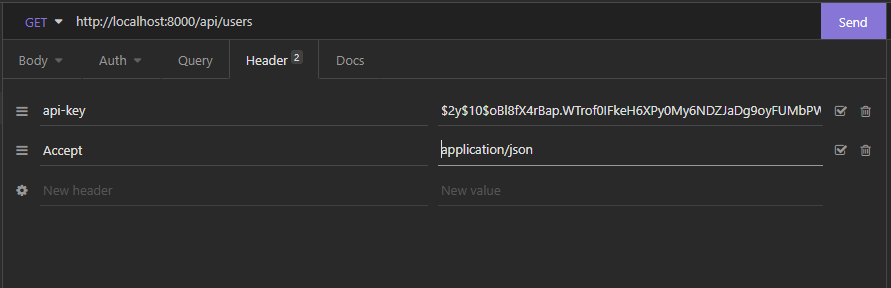 GET http://localhost:8000/api/users Send
Body Auth Query Header 2 Docs
api-key $2y$10$oBl8fX4rBap.WTrof0IFkeH6XPy0My6NDZJaDg9oyFUMbPW
Accept application/json
New header New value